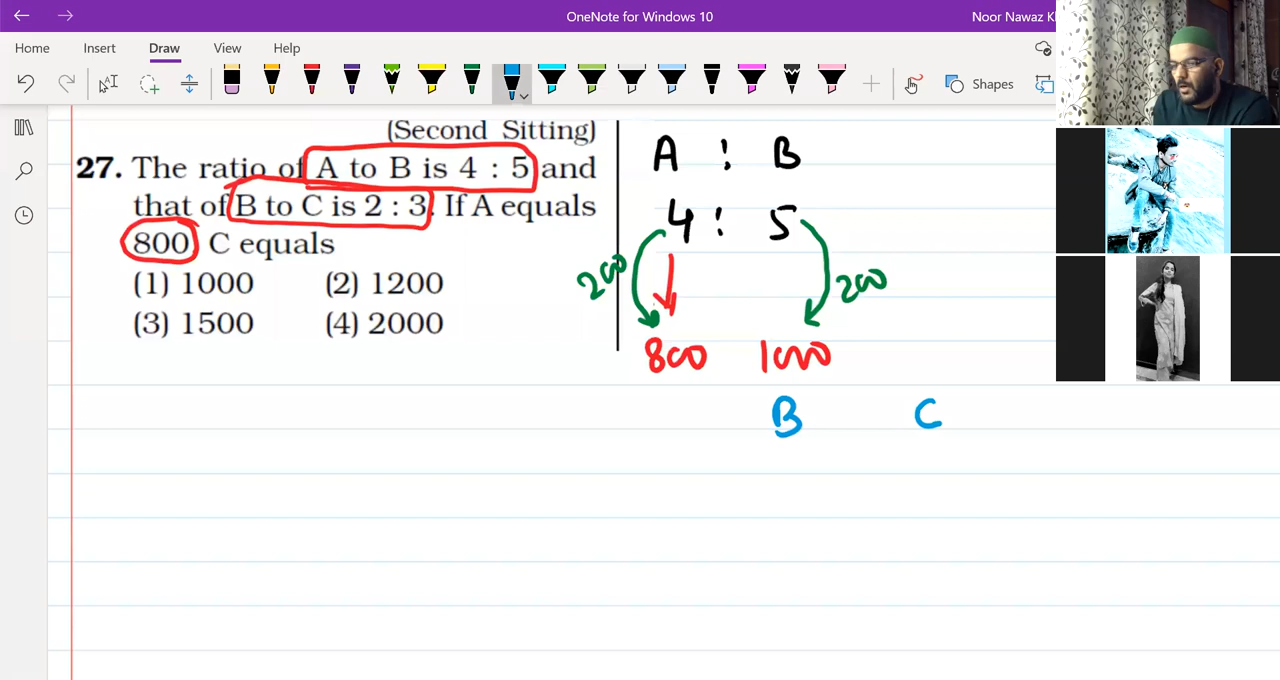 OneNote for Windows 10
Noor Nawaz Kh
Home Insert Draw View Help
Shapes
(Second Sitting)
27. The ratio of A to B is 4 : 5 and
that of B to C is 2 : 3. If A equals
800 C equals
(1) 1000 (2) 1200
(3) 1500 (4) 2000
A : B
4 : 5
200 200
800 1000
B C